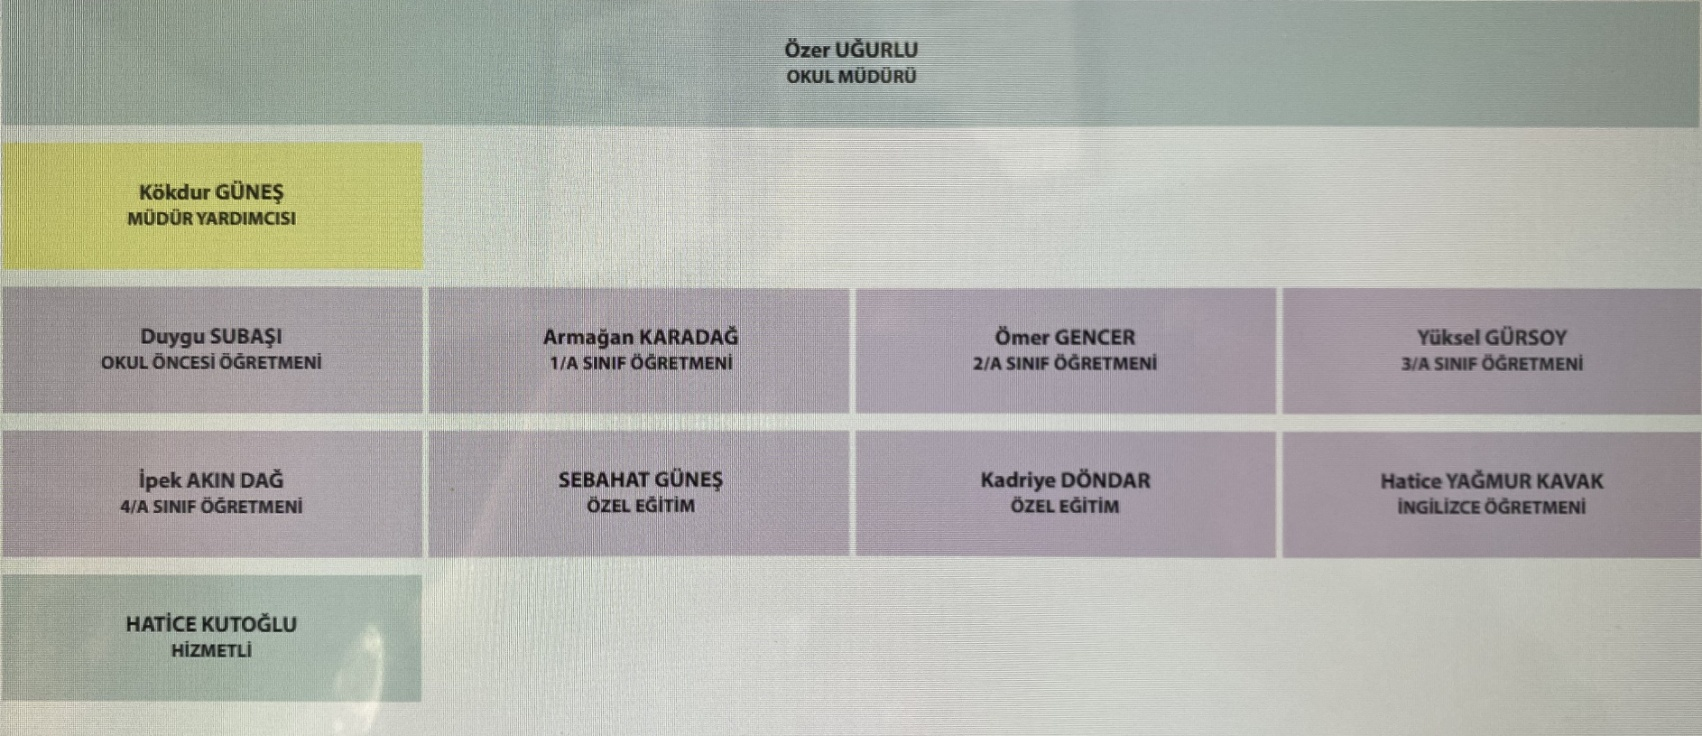 Özer UĞURLU
OKUL MÜDÜRÜ
Kökdur GÜNEŞ
MÜDÜR YARDIMCISI
Duygu SUBAŞI
OKUL ÖNCESİ ÖĞRETMENİ
Armağan KARADAĞ
1/A SINIF ÖĞRETMENİ
Ömer GENCER
2/A SINIF ÖĞRETMENİ
Yüksel GÜRSOY
3/A SINIF ÖĞRETMENİ
İpek AKIN DAĞ
4/A SINIF ÖĞRETMENİ
SEBAHAT GÜNEŞ
ÖZEL EĞİTİM
Kadriye DÖNDAR
ÖZEL EĞİTİM
Hatice YAĞMUR KAVAK
İNGİLİZCE ÖĞRETMENİ
HATİCE KUTOĞLU
HİZMETLİ